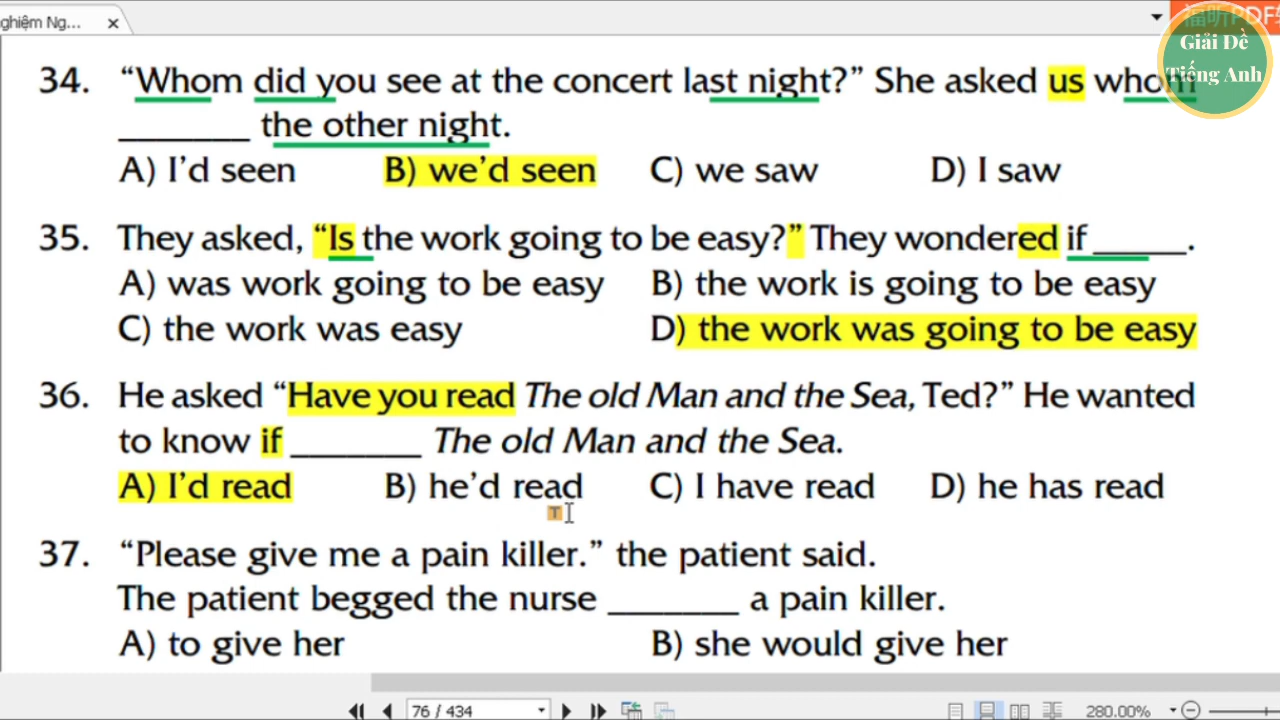 ghiệm Ng...
Giải Dề
Tiếng Anh
34. “Whom did you see at the concert last night?” She asked us whom
_______ the other night.
A) I’d seen B) we’d seen C) we saw D) I saw
35. They asked, “Is the work going to be easy?” They wondered if _____.
A) was work going to be easy B) the work is going to be easy
C) the work was easy D) the work was going to be easy
36. He asked “Have you read The old Man and the Sea, Ted?” He wanted
to know if _______ The old Man and the Sea.
A) I’d read B) he’d read C) I have read D) he has read
37. “Please give me a pain killer.” the patient said.
The patient begged the nurse _______ a pain killer.
A) to give her B) she would give her
76 / 434
280.00%